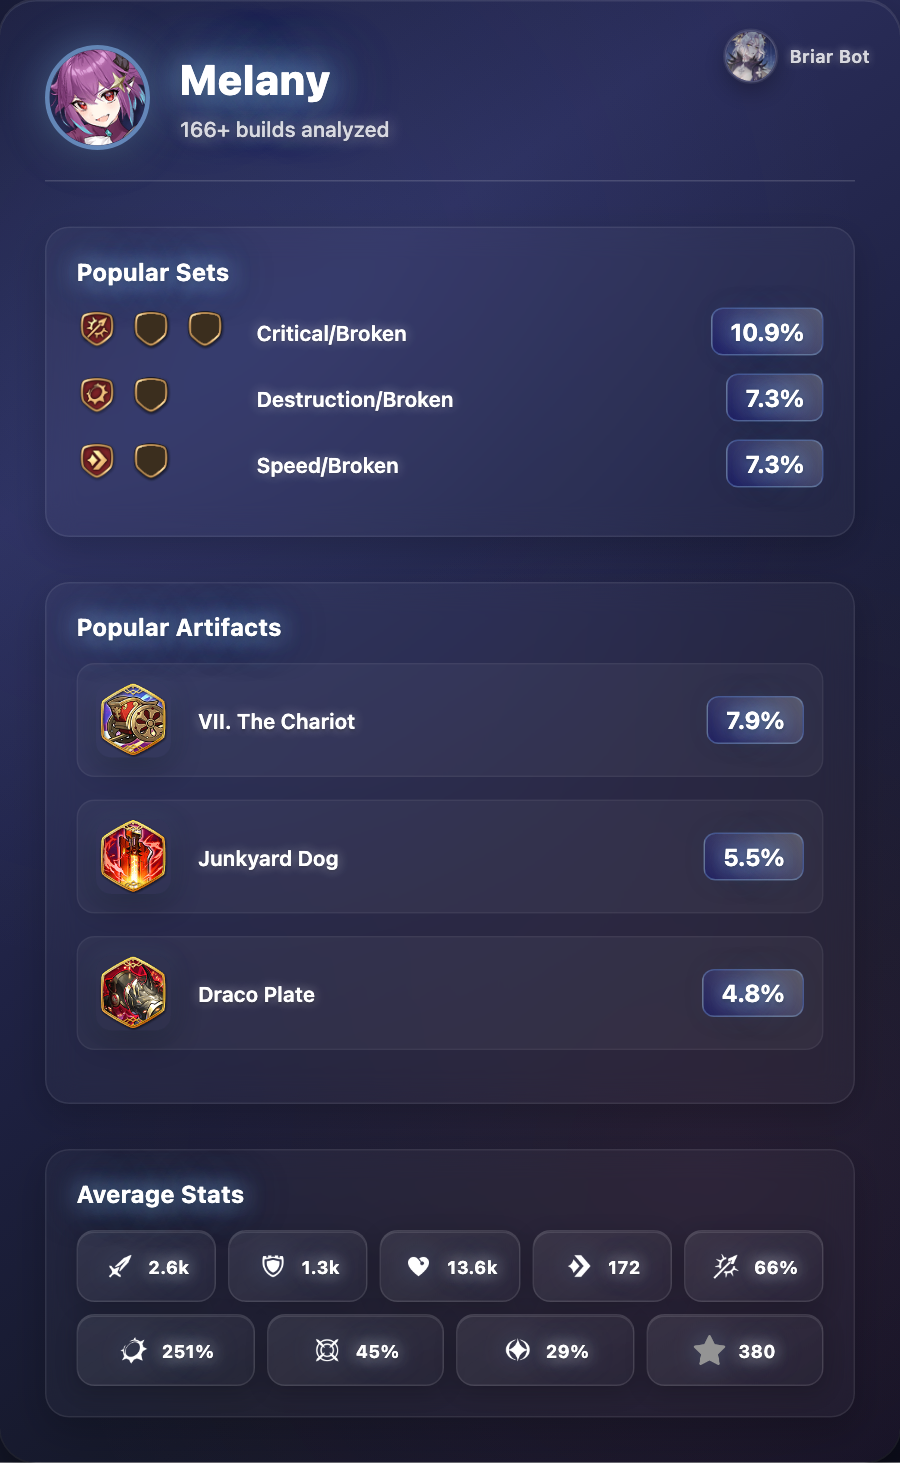 Melany
166+ builds analyzed
Briar Bot
Popular Sets
Critical/Broken
10.9%
Destruction/Broken
7.3%
Speed/Broken
7.3%
Popular Artifacts
VII. The Chariot
7.9%
Junkyard Dog
5.5%
Draco Plate
4.8%
Average Stats
2.6k
1.3k
13.6k
172
66%
251%
45%
29%
380